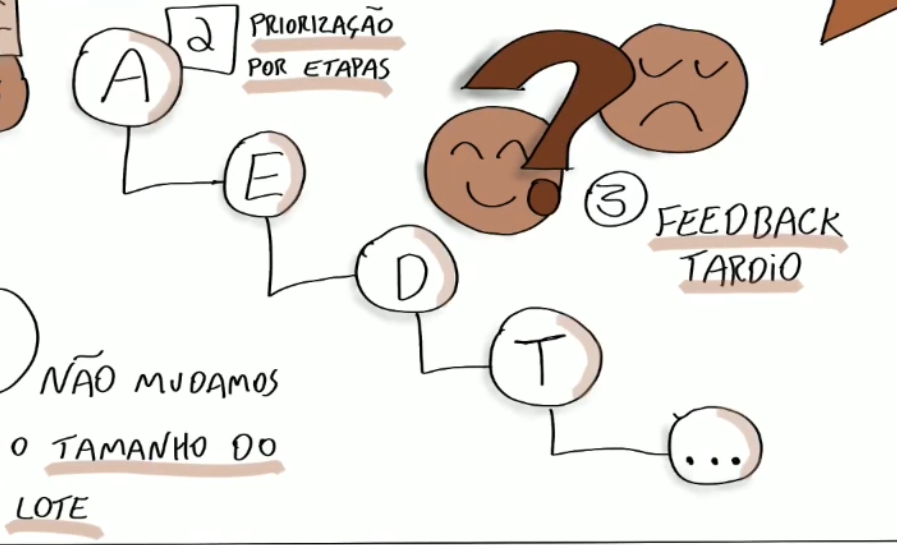 2
PRIORIZAÇÃO
POR ETAPAS
A
E
D
T
...
?
3
FEEDBACK
TARDIO
NÃO MUDAMOS
O TAMANHO DO
LOTE